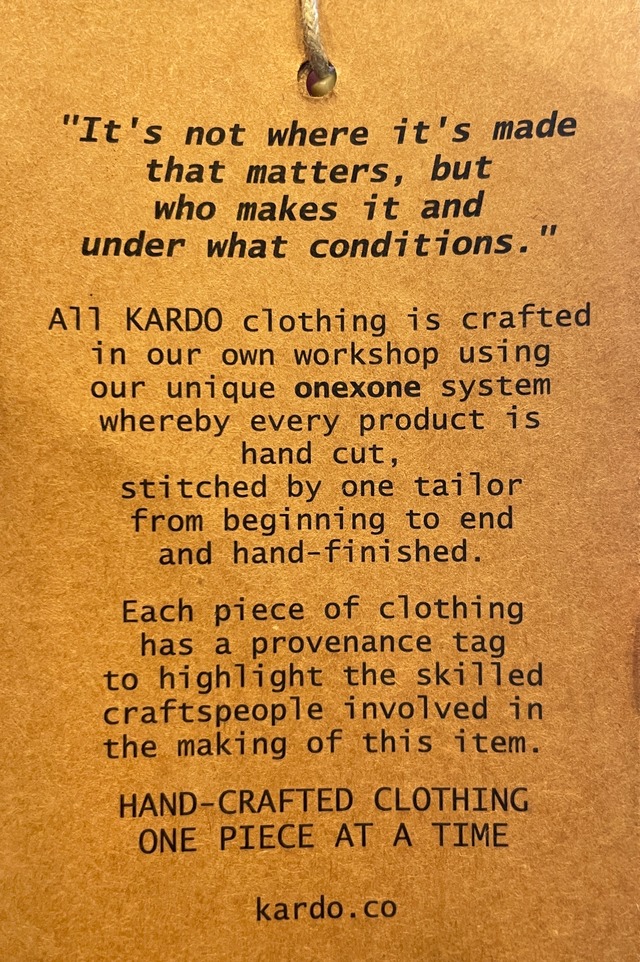 "It's not where it's made
that matters, but
who makes it and
under what conditions."
All KARDO clothing is crafted
in our own workshop using
our unique onexone system
whereby every product is
hand cut,
stitched by one tailor
from beginning to end
and hand-finished.
Each piece of clothing
has a provenance tag
to highlight the skilled
craftspeople involved in
the making of this item.
HAND-CRAFTED CLOTHING
ONE PIECE AT A TIME
kardo.co